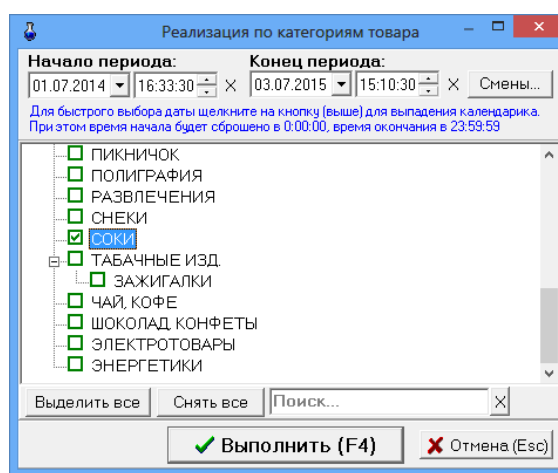 Реализация по категориям товара
Начало периода: Конец периода:
01.07.2014 16:33:30 X 03.07.2015 15:10:30 X Смены...
Для быстрого выбора даты щелкните на кнопку (выше) для выпадения календарика.
При этом время начала будет сброшено в 0:00:00, время окончания в 23:59:59
ПИКНИЧОК
ПОЛИГРАФИЯ
РАЗВЛЕЧЕНИЯ
СНЕКИ
СОКИ
ТАБАЧНЫЕ ИЗД.
ЗАЖИГАЛКИ
ЧАЙ, КОФЕ
ШОКОЛАД, КОНФЕТЫ
ЭЛЕКТРОТОВАРЫ
ЭНЕРГЕТИКИ
Выделить все Снять все Поиск... X
Выполнить (F4) Отмена (Esc)